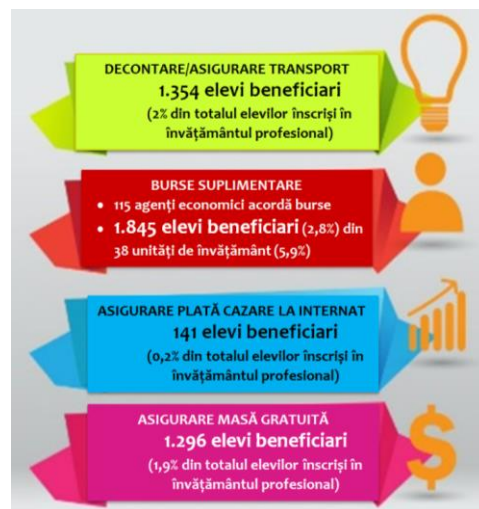 DECONTARE/ASIGURARE TRANSPORT
1.354 elevi beneficiari
(2% din totalul elevilor înscriși în
învățământul profesional)
BURSE SUPLIMENTARE
• 115 agenți economici acordă burse
• 1.845 elevi beneficiari (2,8%) din
38 unități de învățământ (5,9%)
ASIGURARE PLATĂ CAZARE LA INTERNAT
141 elevi beneficiari
(0,2% din totalul elevilor înscriși în
învățământul profesional)
ASIGURARE MASĂ GRATUITĂ
1.296 elevi beneficiari
(1,9% din totalul elevilor înscriși în
învățământul profesional)
$